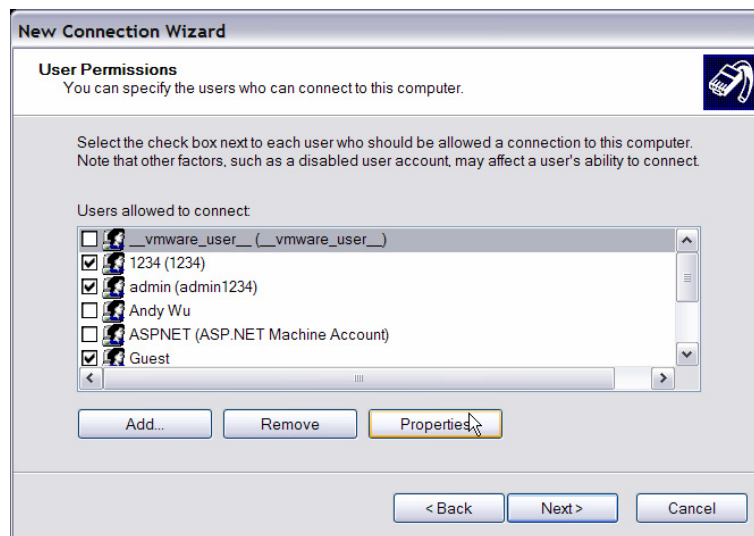 New Connection Wizard
User Permissions
You can specify the users who can connect to this computer.
Select the check box next to each user who should be allowed a connection to this computer.
Note that other factors, such as a disabled user account, may affect a user's ability to connect.
Users allowed to connect:
__vmware_user__ (__vmware_user__)
1234 (1234)
admin (admin1234)
Andy Wu
ASPNET (ASP.NET Machine Account)
Guest
Add...
Remove
Properties
< Back
Next >
Cancel